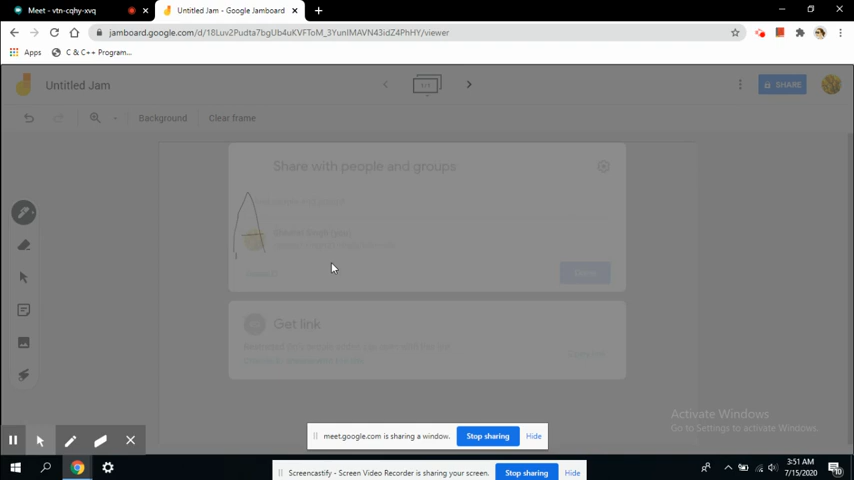 Meet - vtn-cqhy-xvq
Untitled Jam - Google Jamboard
jamboard.google.com/d/18Luv2Pudta7bgUb4uKVFToM_3YunIMAVN43idZ4PhHY/viewer
Apps
C & C++ Program...
Untitled Jam
1/1
SHARE
Background
Clear frame
Share with people and groups
Get link
Activate Windows
Go to Settings to activate Windows.
meet.google.com is sharing a window.
Stop sharing
Hide
Screencastify - Screen Video Recorder is sharing your screen.
Stop sharing
Hide
3:51 AM
7/15/2020
10